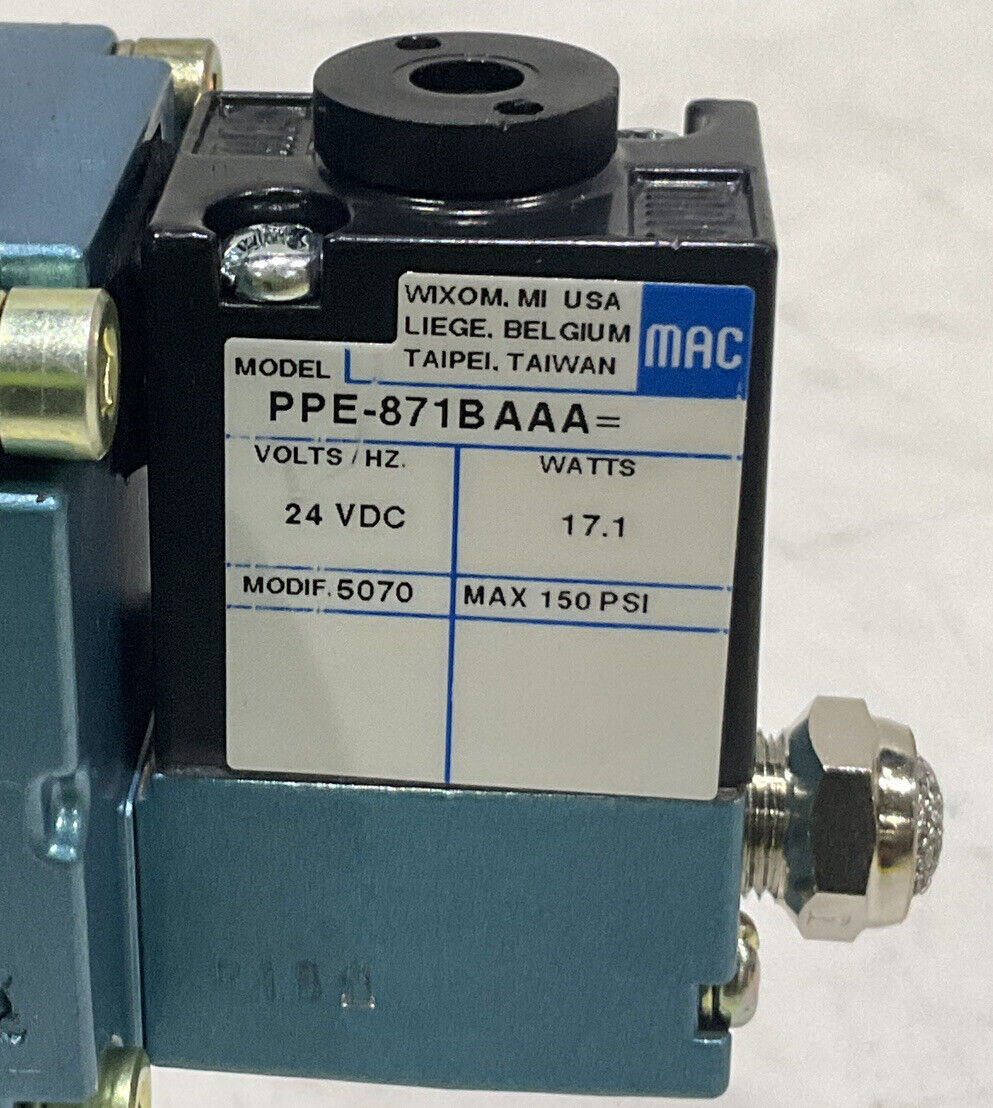 WIXOM, MI USA
LIEGE, BELGIUM
TAIPEI, TAIWAN
MAC
MODEL
PPE-871BAAA=
VOLTS / HZ.
WATTS
24 VDC
17.1
MODIF. 5070
MAX 150 PSI